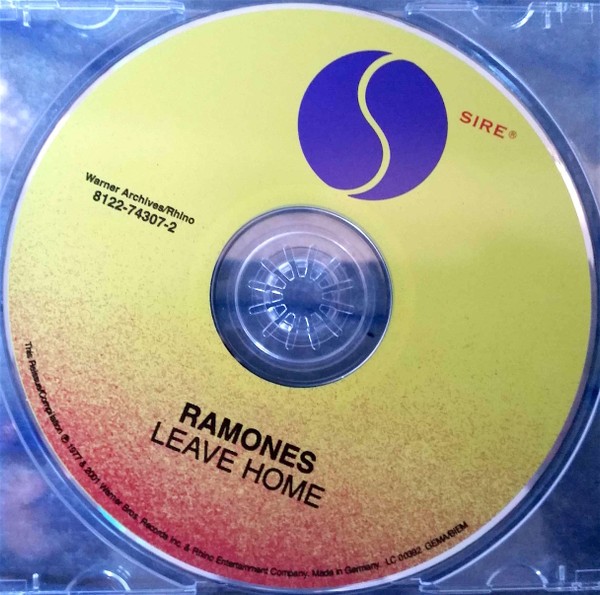 SIRE®
Warner Archives/Rhino
8122-74307-2
RAMONES
LEAVE HOME
This Reissue/Compilation ℗ 1977 & 2001 Warner Bros. Records Inc. & Rhino Entertainment Company. Made in Germany. LC 00392 GEMA/BIEM